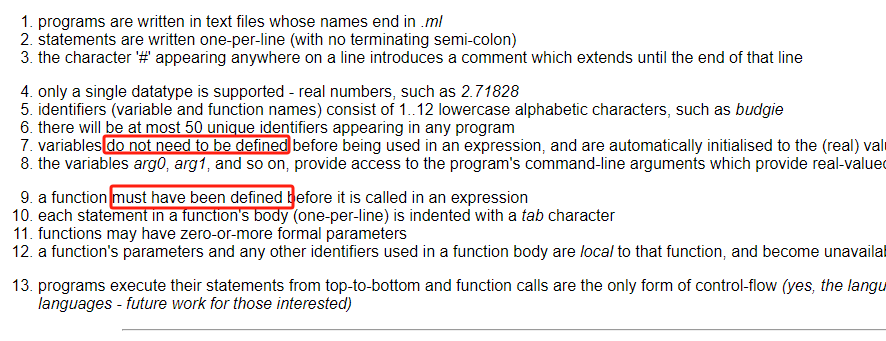 1. programs are written in text files whose names end in .ml
2. statements are written one-per-line (with no terminating semi-colon)
3. the character '#' appearing anywhere on a line introduces a comment which extends until the end of that line
4. only a single datatype is supported - real numbers, such as 2.71828
5. identifiers (variable and function names) consist of 1..12 lowercase alphabetic characters, such as budgie
6. there will be at most 50 unique identifiers appearing in any program
7. variables do not need to be defined before being used in an expression, and are automatically initialised to the (real) val
8. the variables arg0, arg1, and so on, provide access to the program's command-line arguments which provide real-value
9. a function must have been defined before it is called in an expression
10. each statement in a function's body (one-per-line) is indented with a tab character
11. functions may have zero-or-more formal parameters
12. a function's parameters and any other identifiers used in a function body are local to that function, and become unavaila
13. programs execute their statements from top-to-bottom and function calls are the only form of control-flow (yes, the langu
languages - future work for those interested)